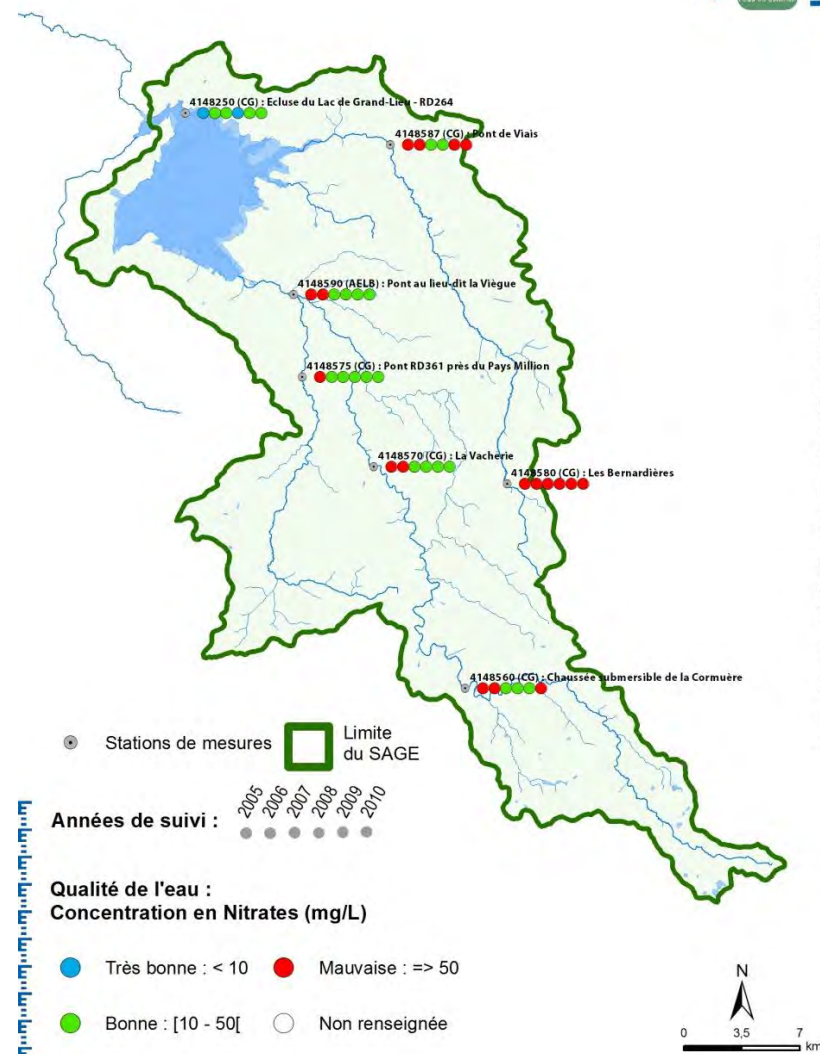 4148250 (CG) : Ecluse du Lac de Grand-Lieu - RD264
4148587 (CG) : Pont de Viais
4148590 (AELB) : Pont au lieu-dit la Viègue
4148575 (CG) : Pont RD361 près du Pays Million
4148570 (CG) : La Vacherie
4148580 (CG) : Les Bernardières
4148560 (CG) : Chaussée submersible de la Cormuère
Stations de mesures
Limite
du SAGE
Années de suivi :
2005 2006 2007 2008 2009 2010
Qualité de l'eau :
Concentration en Nitrates (mg/L)
Très bonne : < 10
Mauvaise : => 50
Bonne : [10 - 50[
Non renseignée
N
0 3,5 7
km